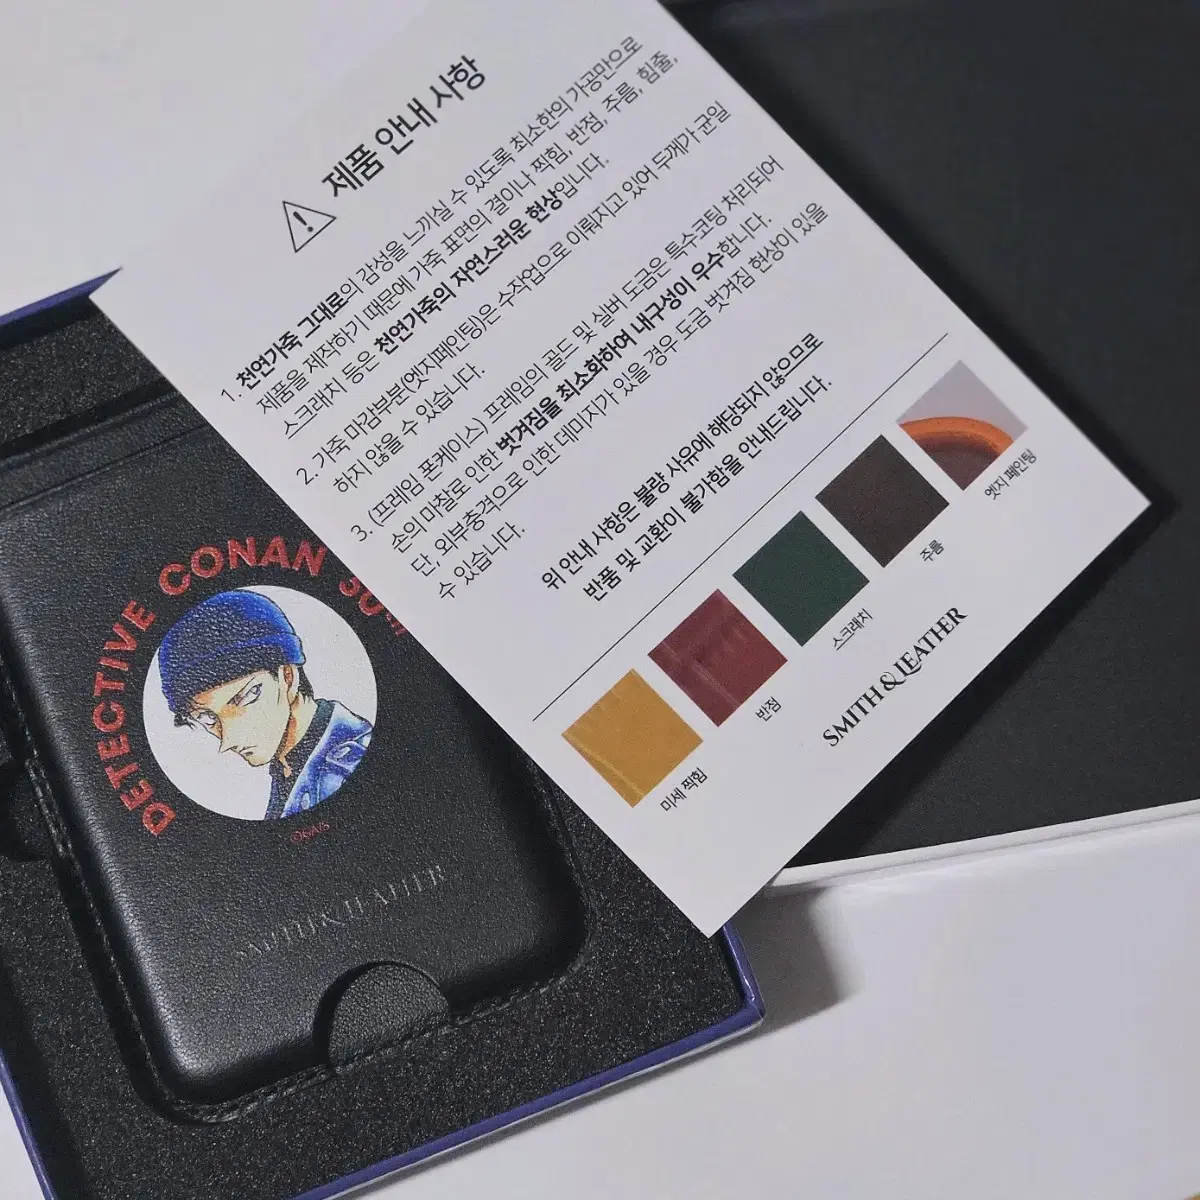 제품 안내 사항
1. 천연가죽 그대로의 감성을 느끼실 수 있도록 최소한의 가공만으로
제품을 제작하기 때문에 가죽 표면의 결이나 찍힘, 반점, 주름, 힘줄,
스크래치 등은 천연가죽의 자연스러운 현상입니다.
2. 가죽 마감부분(엣지페인팅)은 수작업으로 이뤄지고 있어 두께가 균일
하지 않을 수 있습니다.
3. (프레임 폰케이스) 프레임의 골드 및 실버 도금은 특수코팅 처리되어
손의 마찰로 인한 벗겨짐을 최소화하여 내구성이 우수합니다.
단, 외부충격으로 인한 데미지가 있을 경우 도금 벗겨짐 현상이 있을
수 있습니다.
위 안내 사항은 불량 사유에 해당되지 않으므로
반품 및 교환이 불가함을 안내드립니다.
미세 찍힘
반점
스크래치
주름
엣지 페인팅
SMITH & LEATHER
DETECTIVE CONAN
SMITH & LEATHER